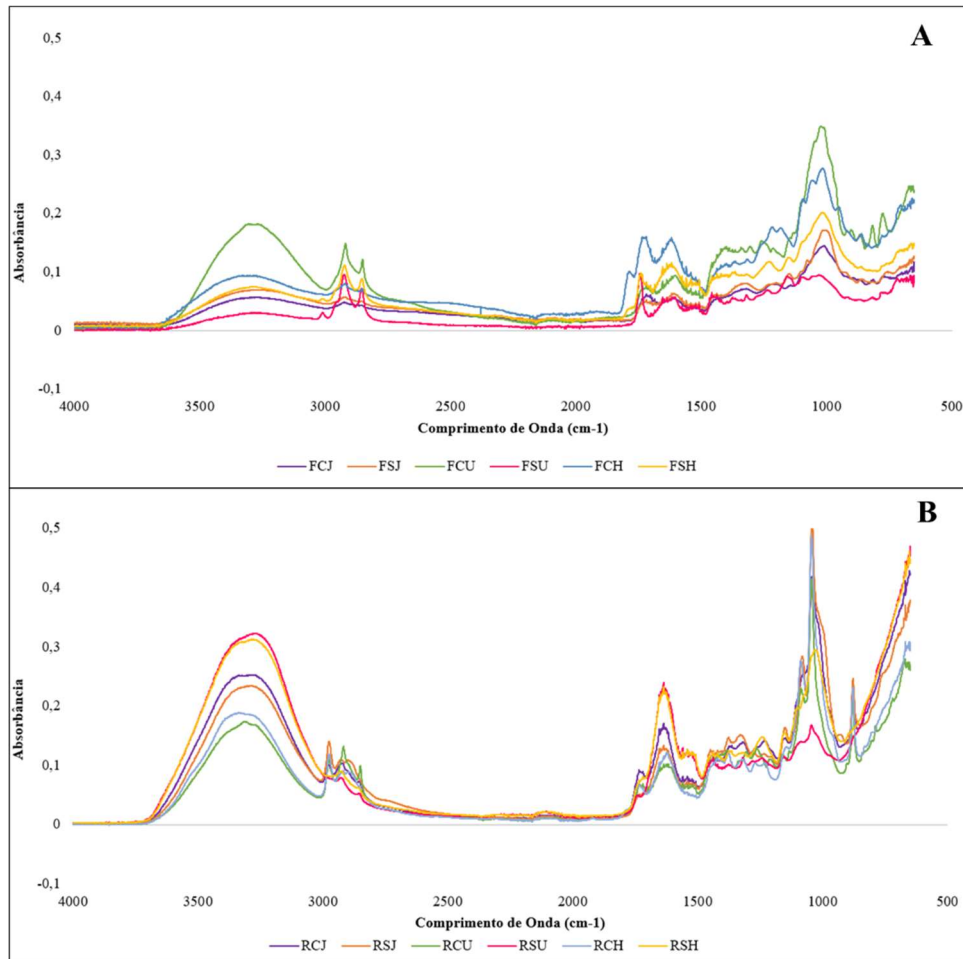 A
0,5
0,4
0,3
0,2
0,1
0
-0,1
Absorbância
4000 3500 3000 2500 2000 1500 1000 500
Comprimento de Onda (cm-1)
FCJ FSJ FCU FSU FCH FSH
B
0,5
0,4
0,3
0,2
0,1
0
-0,1
Absorbância
4000 3500 3000 2500 2000 1500 1000 500
Comprimento de Onda (cm-1)
RCJ RSJ RCU RSU RCH RSH